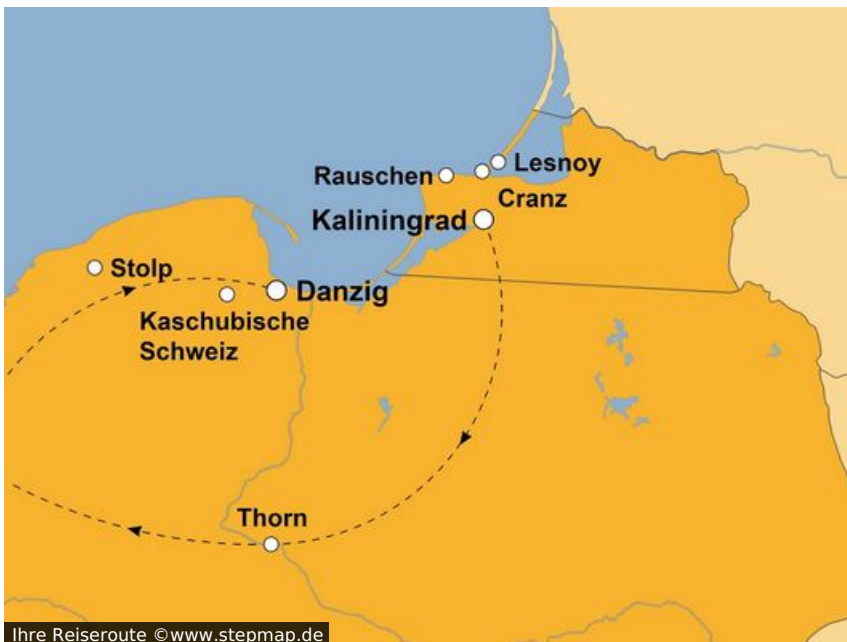 Lesnoy
Rauschen
Cranz
Kaliningrad
Stolp
Danzig
Kaschubische
Schweiz
Thorn
Ihre Reiseroute ©www.stepmap.de